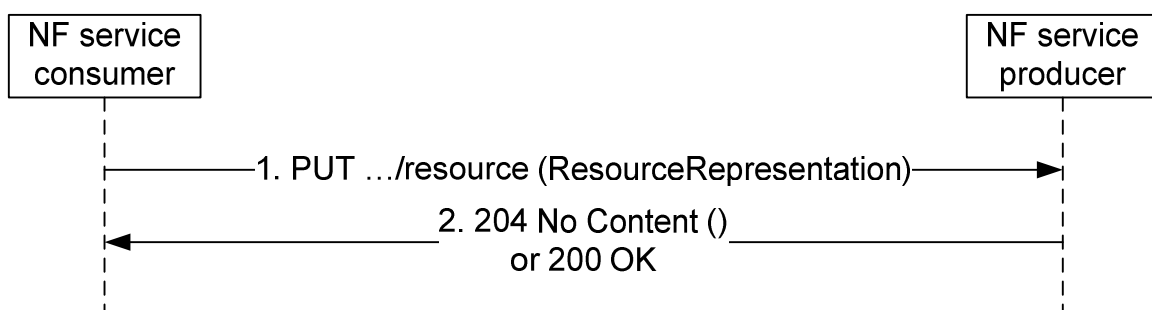 NF service
consumer
NF service
producer
1. PUT …/resource (ResourceRepresentation)
2. 204 No Content ()
or 200 OK